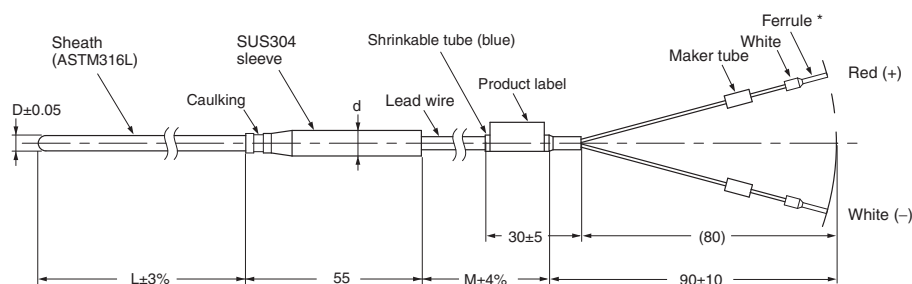 Ferrule *
Sheath
(ASTM316L)
SUS304
sleeve
Shrinkable tube (blue)
White
Maker tube
Red (+)
Product label
Caulking
d
Lead wire
D±0.05
White (–)
30±5
(80)
L±3%
55
M±4%
90±10